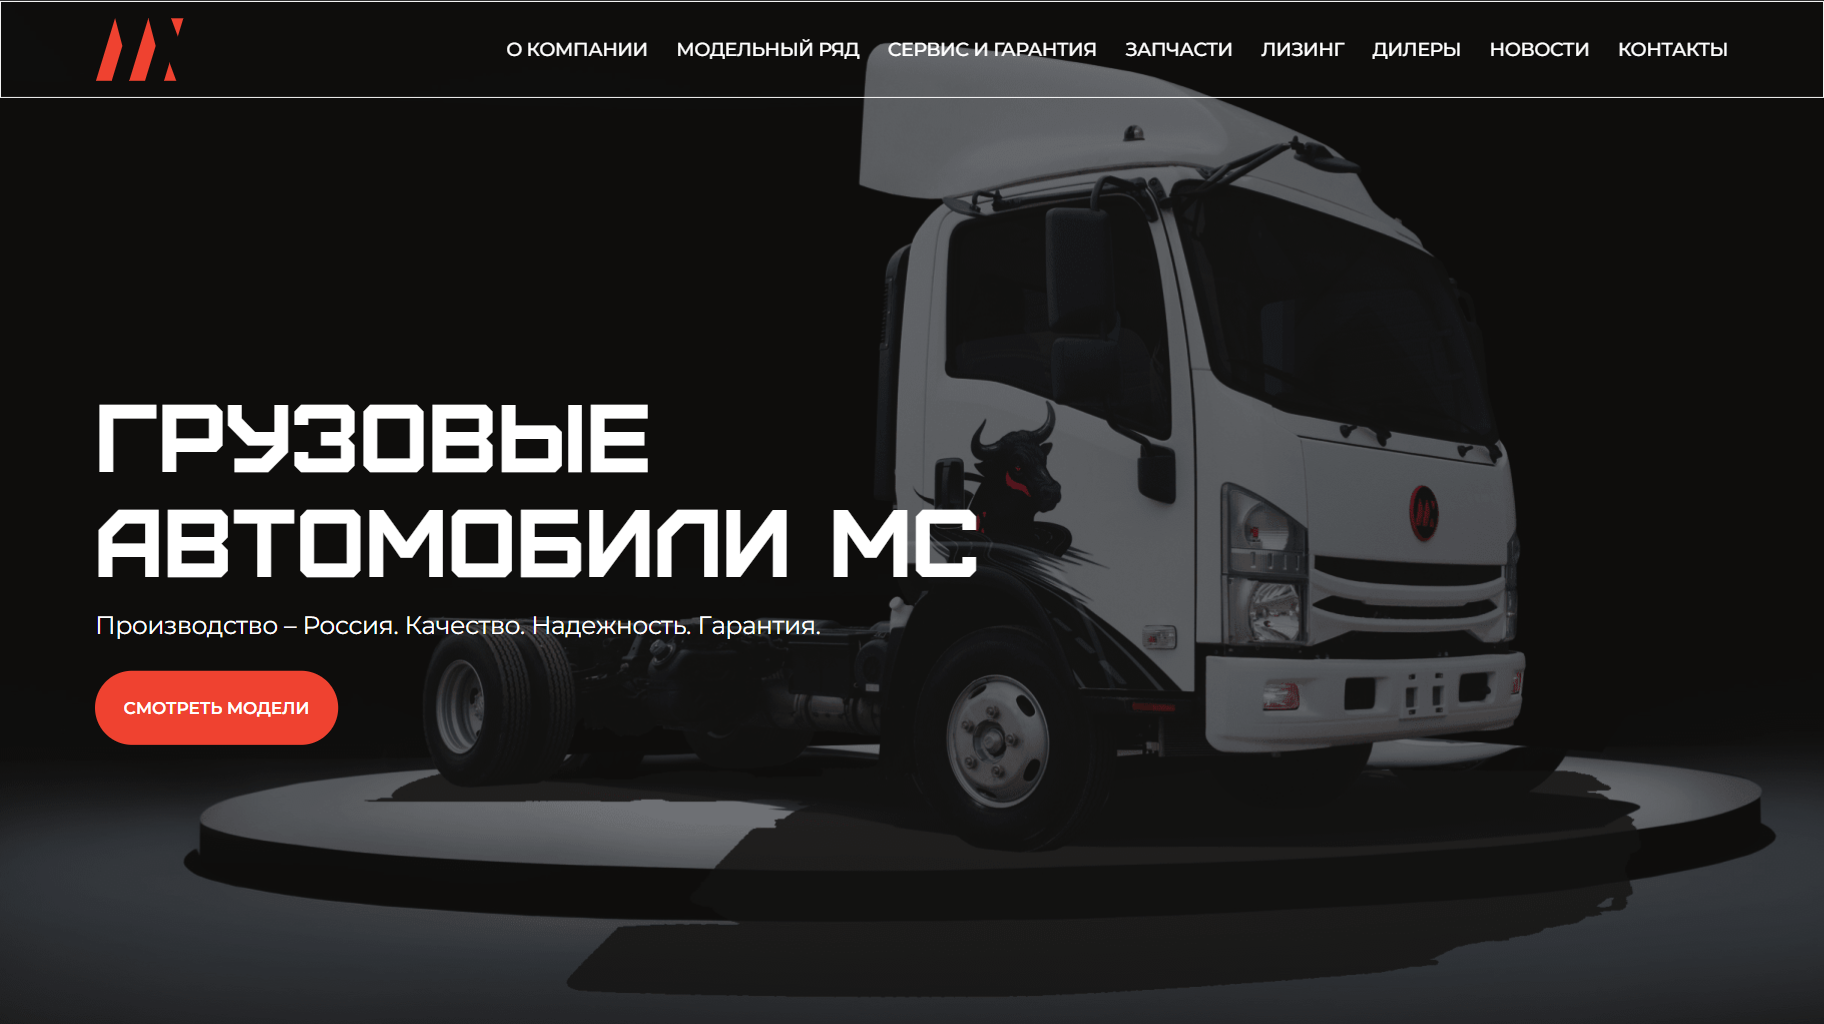 О КОМПАНИИ МОДЕЛЬНЫЙ РЯД СЕРВИС И ГАРАНТИЯ ЗАПЧАСТИ ЛИЗИНГ ДИЛЕРЫ НОВОСТИ КОНТАКТЫ
ГРУЗОВЫЕ
АВТОМОБИЛИ МС
Производство – Россия. Качество. Надежность. Гарантия.
СМОТРЕТЬ МОДЕЛИ